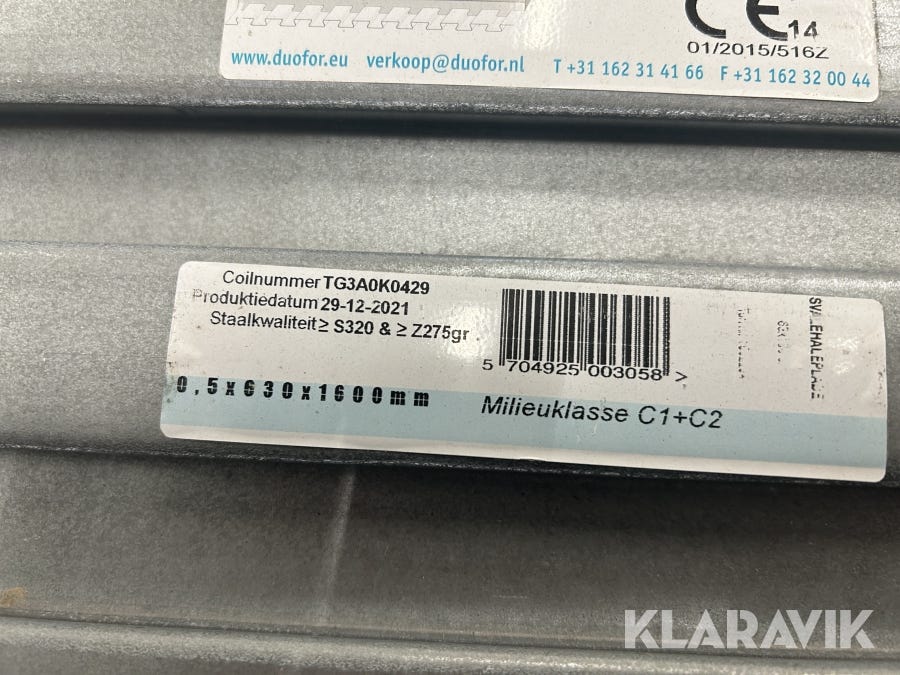 CE 14
01/2015/516Z
www.duofor.eu verkoop@duofor.nl T +31 162 31 41 66 F +31 162 32 00 44
Coilnummer TG3A0K0429
Produktiedatum 29-12-2021
Staalkwaliteit ≥ S320 & ≥ Z275gr
0,5x630x1600mm
5 704925 003058 >
Milieuklasse C1+C2
SVALEHALEPLADE
KLARAVIK